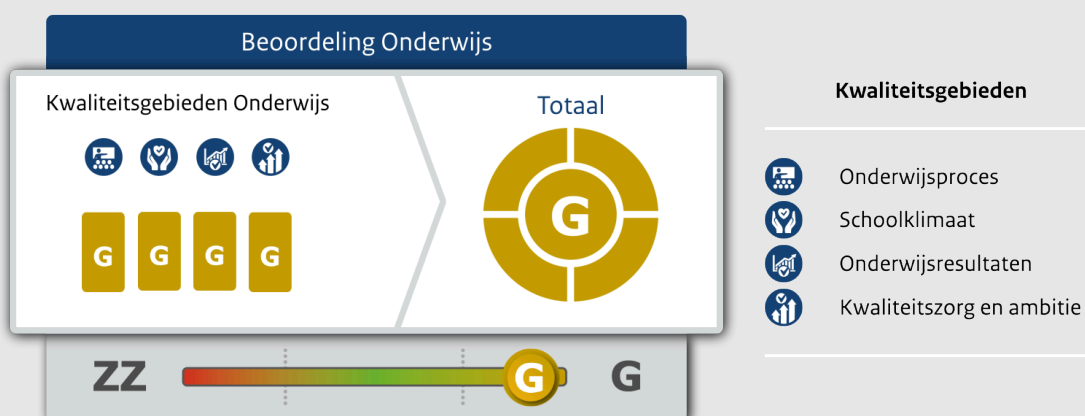 Beoordeling Onderwijs
Kwaliteitsgebieden Onderwijs
Totaal
G G G G
G
ZZ G G
Kwaliteitsgebieden
Onderwijsproces
Schoolklimaat
Onderwijsresultaten
Kwaliteitszorg en ambitie